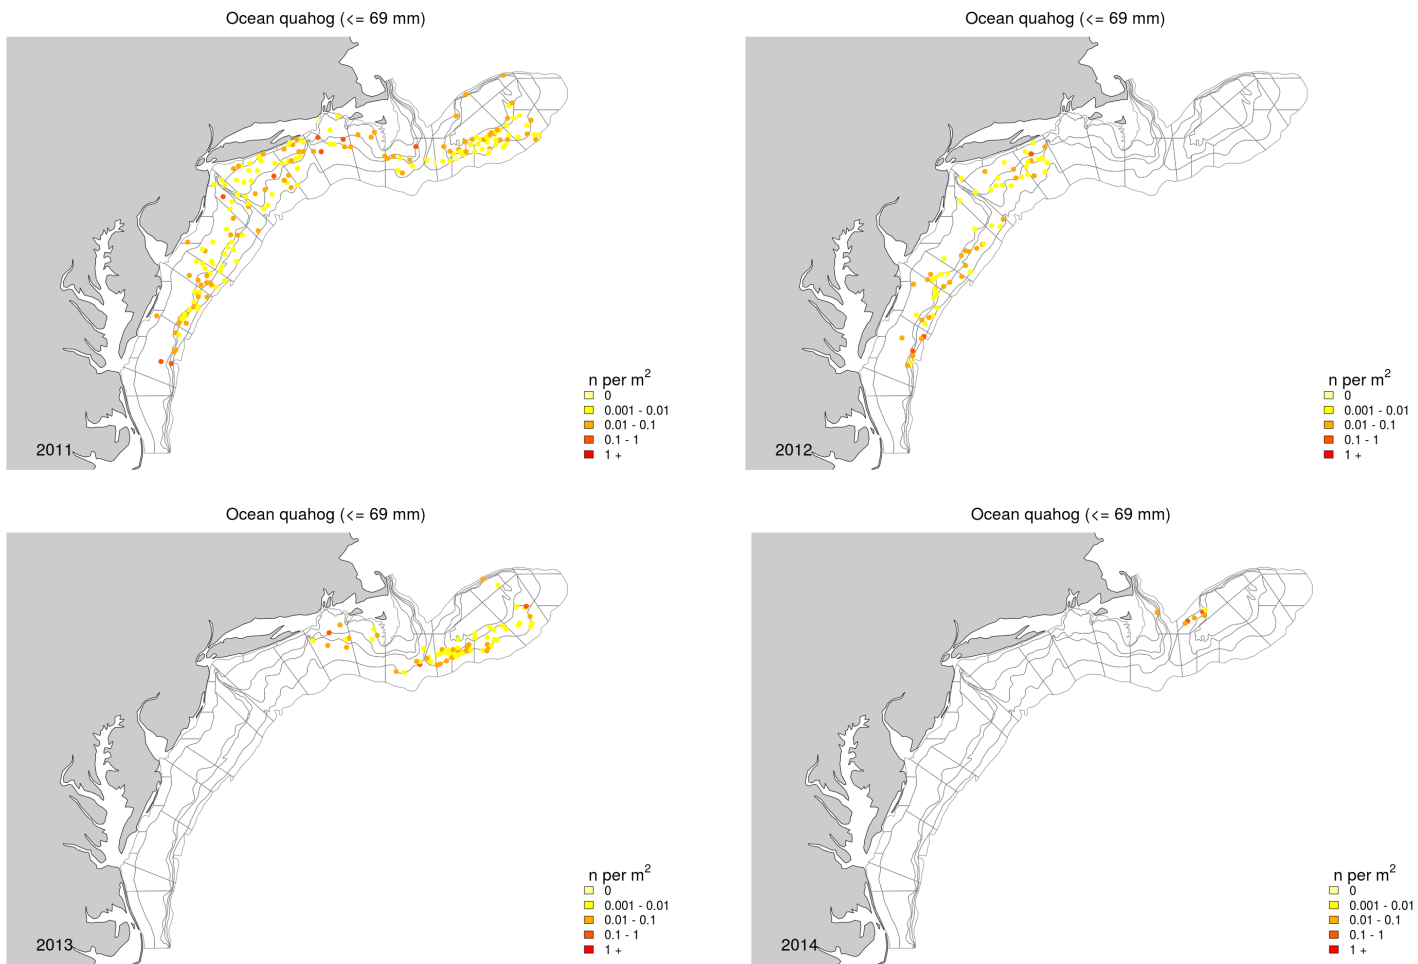 Ocean quahog (<= 69 mm)
n per m²
0
0.001 - 0.01
0.01 - 0.1
0.1 - 1
1 +
2011
Ocean quahog (<= 69 mm)
n per m²
0
0.001 - 0.01
0.01 - 0.1
0.1 - 1
1 +
2012
Ocean quahog (<= 69 mm)
n per m²
0
0.001 - 0.01
0.01 - 0.1
0.1 - 1
1 +
2013
Ocean quahog (<= 69 mm)
n per m²
0
0.001 - 0.01
0.01 - 0.1
0.1 - 1
1 +
2014